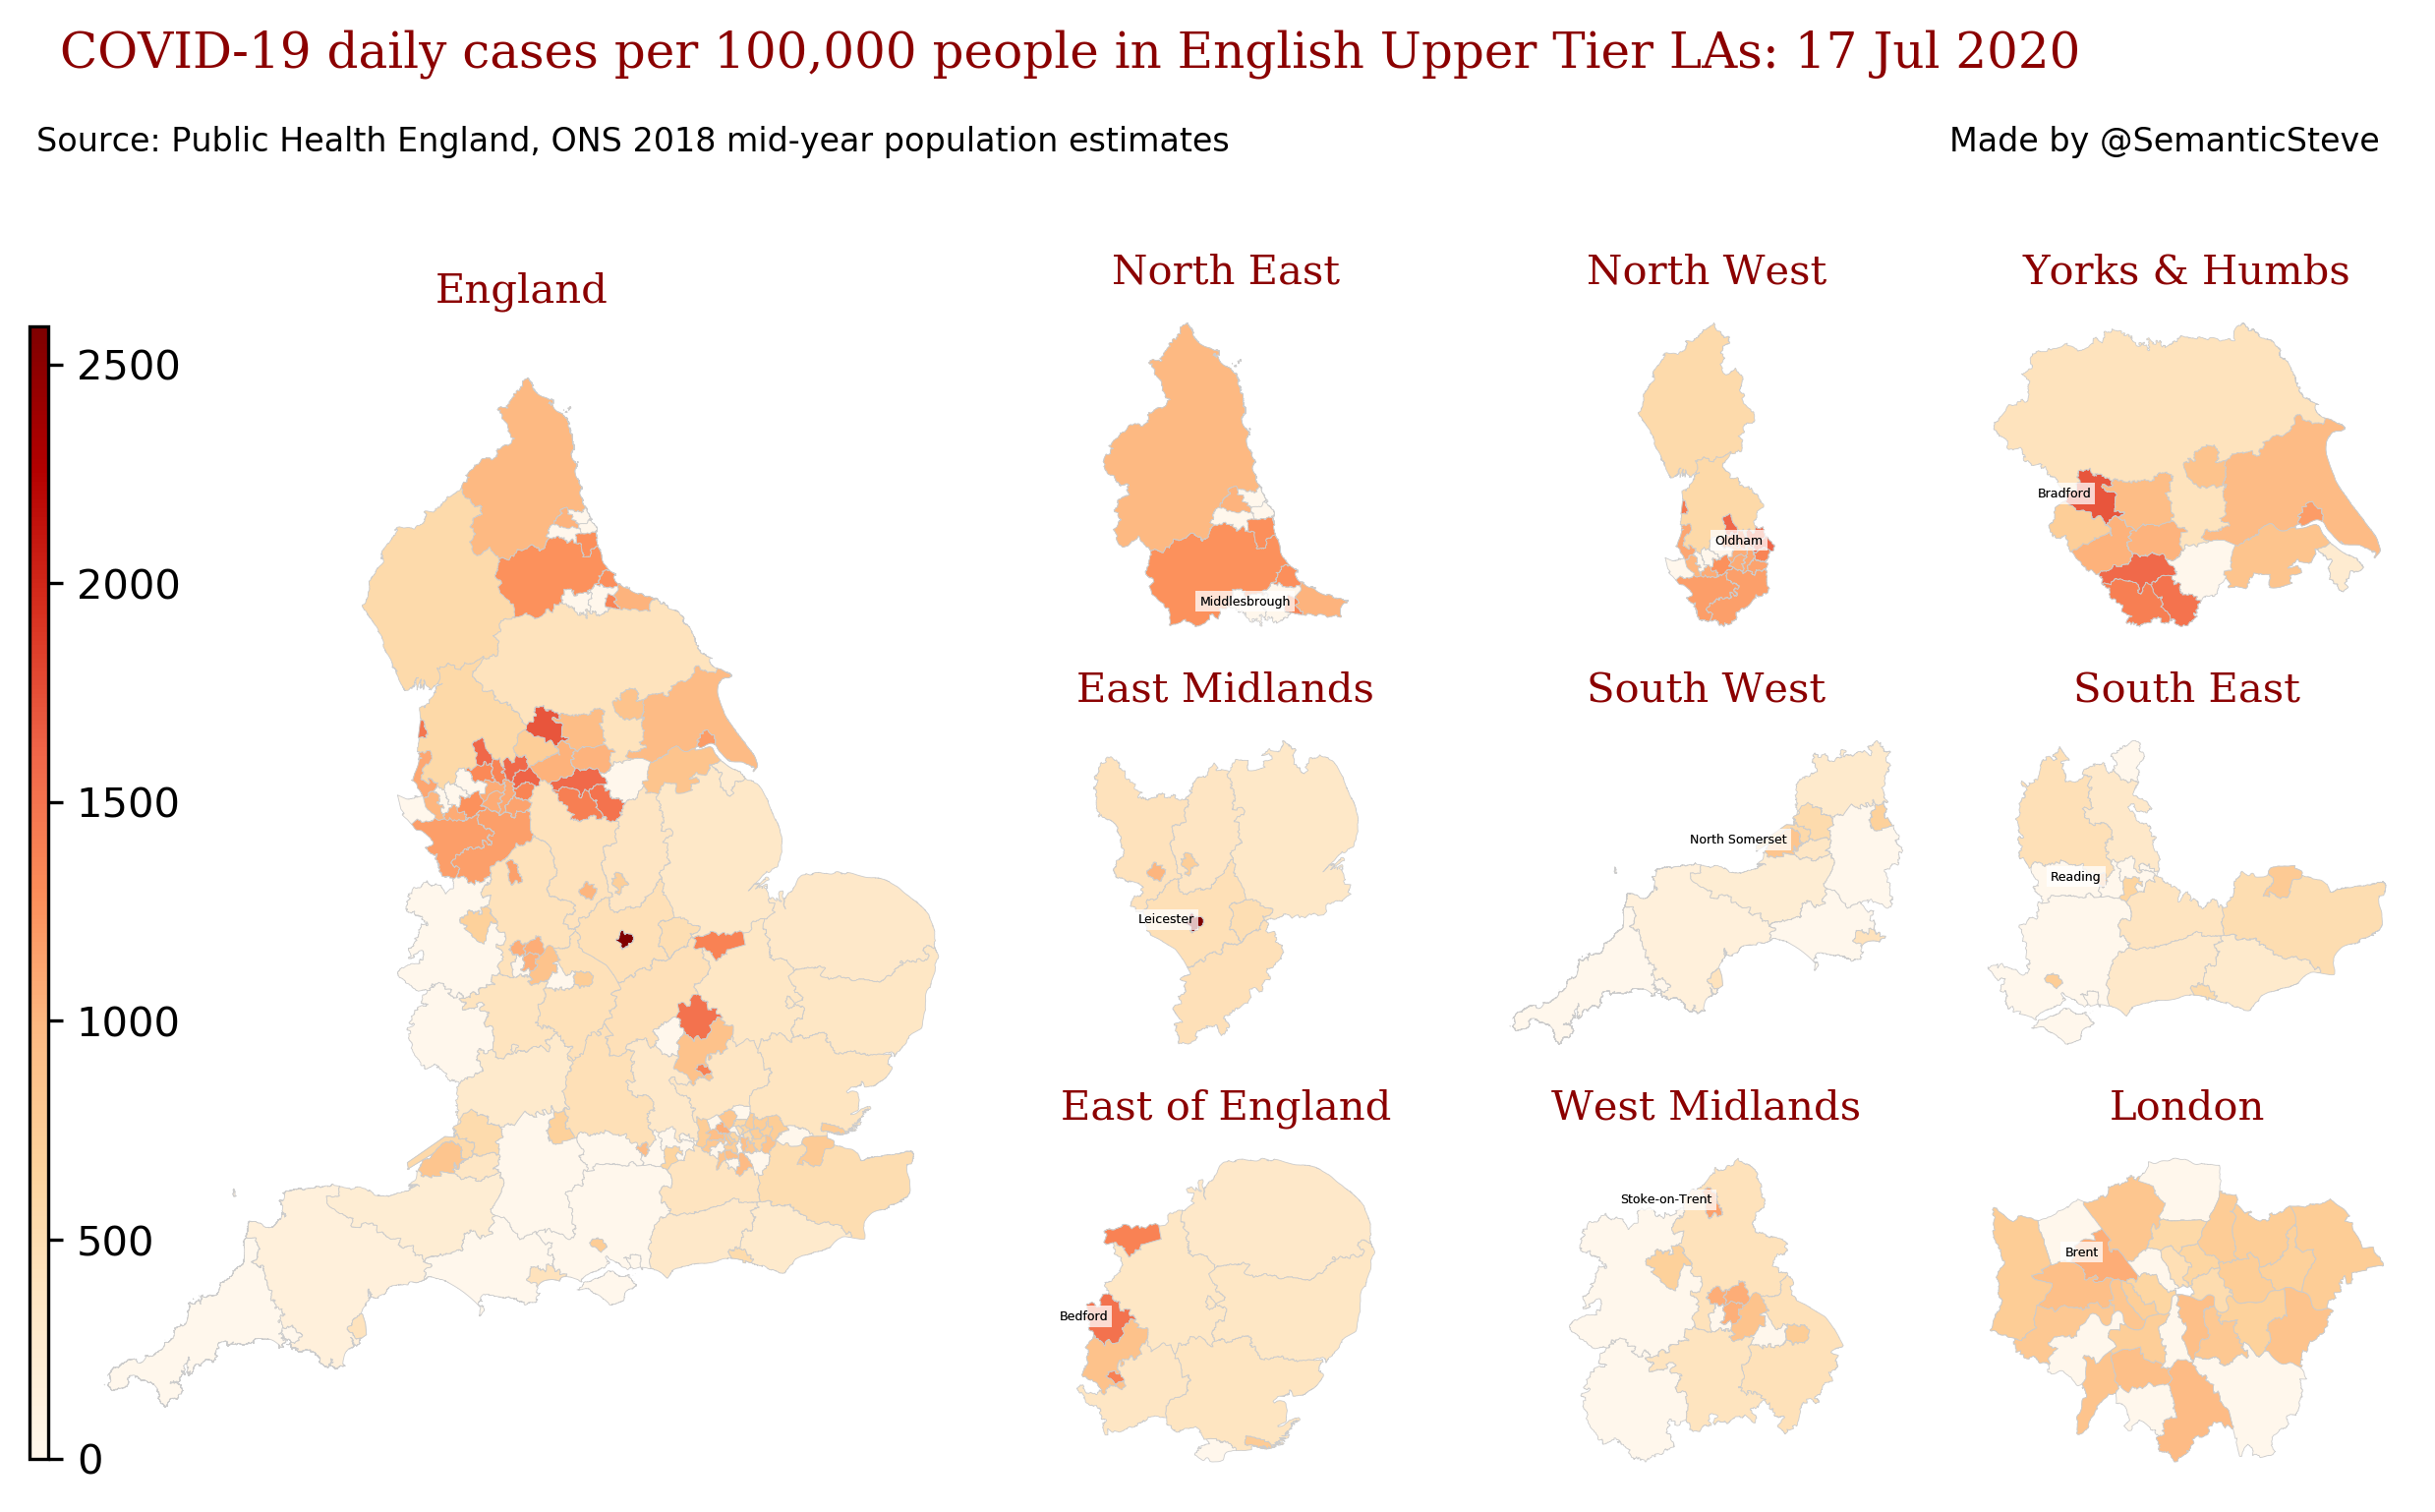 COVID-19 daily cases per 100,000 people in English Upper Tier LAs: 17 Jul 2020
Source: Public Health England, ONS 2018 mid-year population estimates
Made by @SemanticSteve
England
2500
2000
1500
1000
500
0
North East
Middlesbrough
North West
Oldham
Yorks & Humbs
Bradford
East Midlands
Leicester
South West
North Somerset
South East
Reading
East of England
Bedford
West Midlands
Stoke-on-Trent
London
Brent